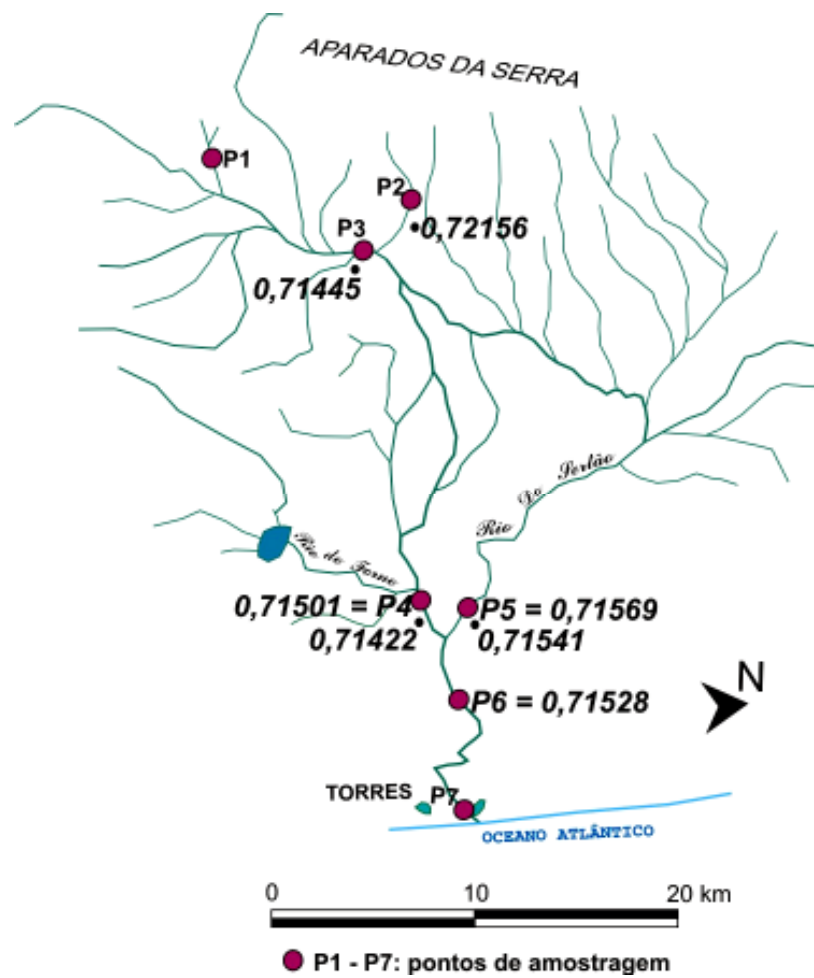 APARADOS DA SERRA
P1
P2
0,72156
P3
0,71445
Rio Do Sertão
Rio do Forno
0,71501 = P4
P5 = 0,71569
0,71422
0,71541
P6 = 0,71528
N
TORRES
P7
OCEANO ATLÂNTICO
0 10 20 km
P1 - P7: pontos de amostragem